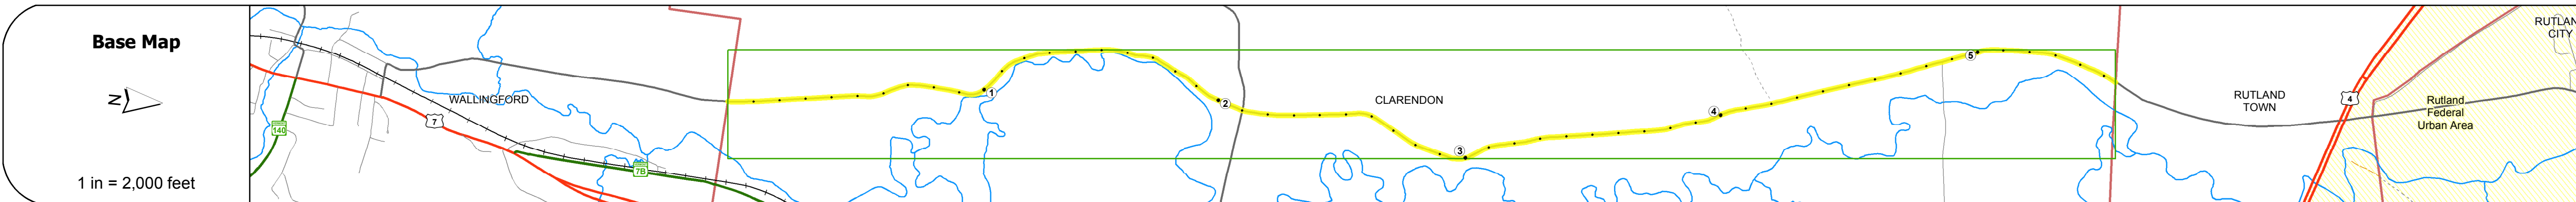 Base Map
N
1 in = 2,000 feet
140
7
WALLINGFORD
7B
1
2
CLARENDON
3
4
5
RUTLAND
TOWN
4
Rutland
Federal
Urban Area
CITY